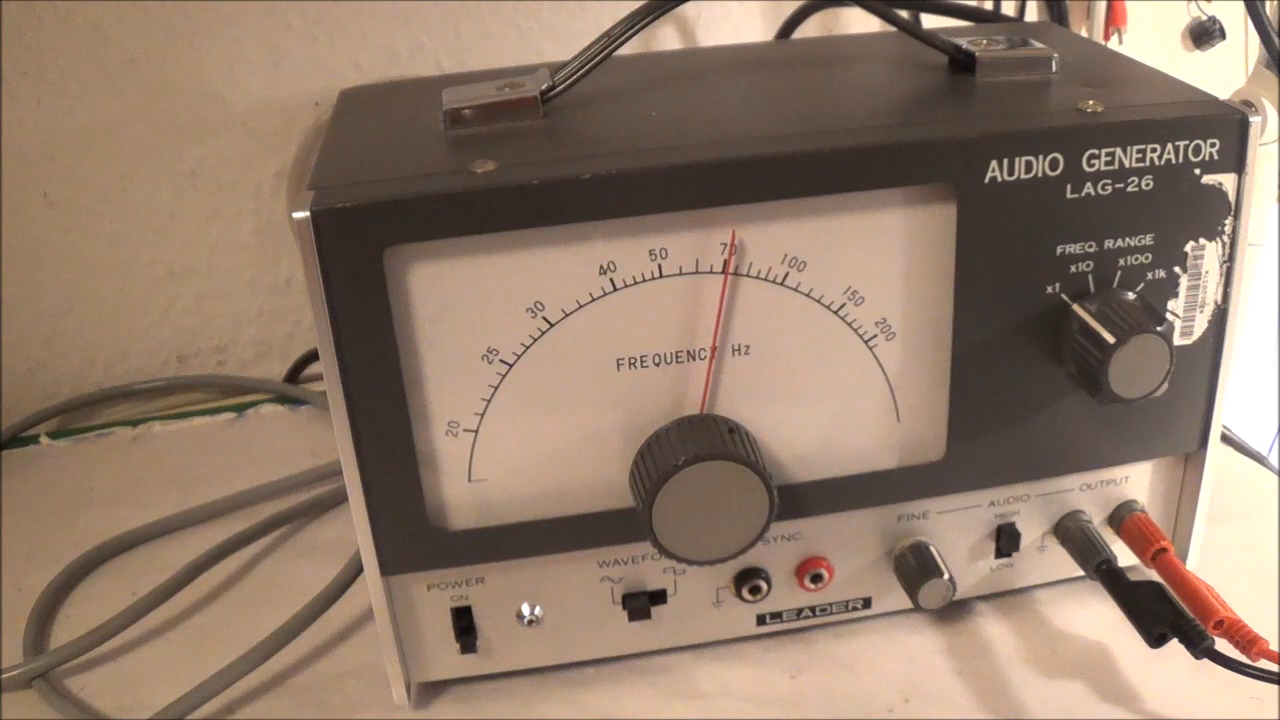 AUDIO GENERATOR
LAG-26
FREQ. RANGE
x1 x10 x100 x1k
20 25 30 40 50 70 100 150 200
FREQUENCY Hz
POWER
ON
WAVEFO
SYNC
LEADER
FINE
AUDIO OUTPUT
HIGH
LOW